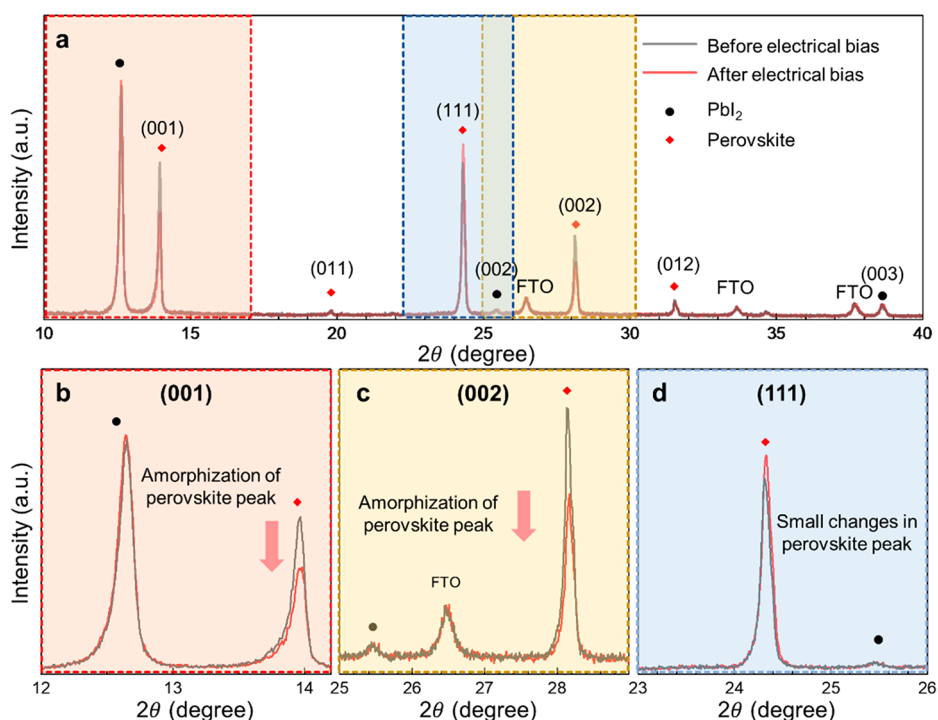 a
Before electrical bias
After electrical bias
PbI₂
Perovskite
(001)
(011)
(111)
(002)
FTO
(002)
(012)
FTO
FTO
(003)
Intensity (a.u.)
10 15 20 25 30 35 40
2θ (degree)
b (001)
Amorphization of
perovskite peak
Intensity (a.u.)
12 13 14
2θ (degree)
c (002)
Amorphization of
perovskite peak
FTO
25 26 27 28
2θ (degree)
d (111)
Small changes in
perovskite peak
23 24 25 26
2θ (degree)